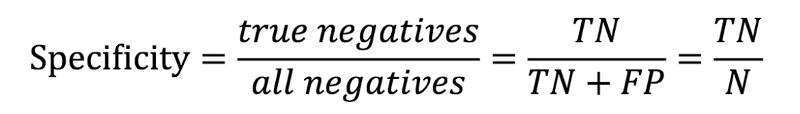 Specificity = true negatives / all negatives = TN / TN + FP = TN / N